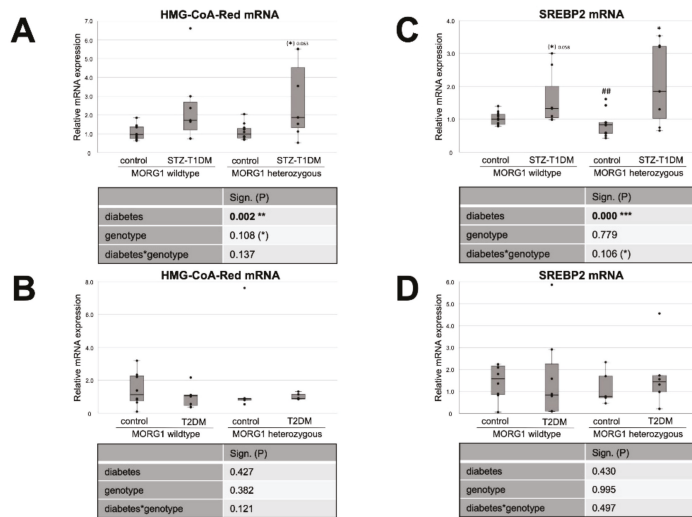 A
HMG-CoA-Red mRNA
Relative mRNA expression
7.0
6.0
5.0
4.0
3.0
2.0
1.0
0.0
control STZ-T1DM control STZ-T1DM
MORG1 wildtype MORG1 heterozygous
Sign. (P)
diabetes 0.002 **
genotype 0.108 (*)
diabetes*genotype 0.137
C
SREBP2 mRNA
Relative mRNA expression
4.0
3.0
2.0
1.0
0.0
##
control STZ-T1DM control STZ-T1DM
MORG1 wildtype MORG1 heterozygous
Sign. (P)
diabetes 0.000 ***
genotype 0.779
diabetes*genotype 0.106 (*)
B
HMG-CoA-Red mRNA
Relative mRNA expression
8.0
6.0
4.0
2.0
0.0
control T2DM control T2DM
MORG1 wildtype MORG1 heterozygous
Sign. (P)
diabetes 0.427
genotype 0.382
diabetes*genotype 0.121
D
SREBP2 mRNA
Relative mRNA expression
6.0
5.0
4.0
3.0
2.0
1.0
0.0
control T2DM control T2DM
MORG1 wildtype MORG1 heterozygous
Sign. (P)
diabetes 0.430
genotype 0.995
diabetes*genotype 0.497